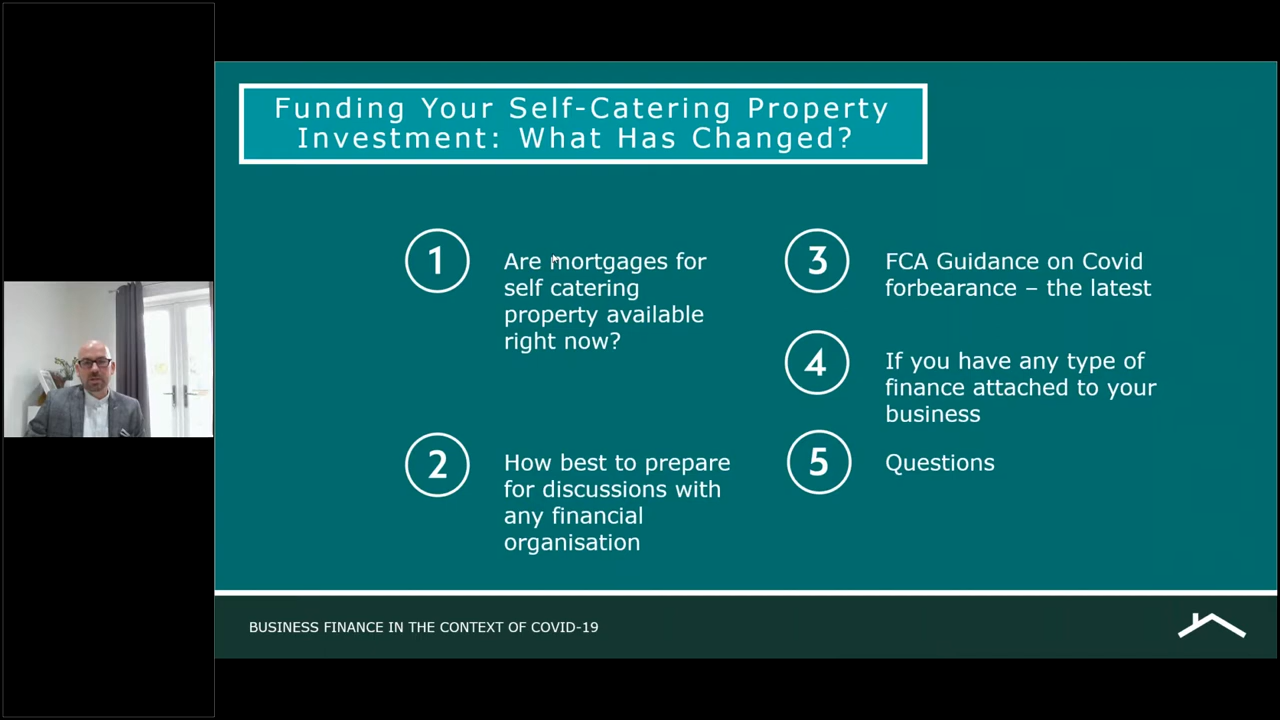 Funding Your Self-Catering Property
Investment: What Has Changed?
1
Are mortgages for
self catering
property available
right now?
2
How best to prepare
for discussions with
any financial
organisation
3
FCA Guidance on Covid
forbearance – the latest
4
If you have any type of
finance attached to your
business
5
Questions
BUSINESS FINANCE IN THE CONTEXT OF COVID-19